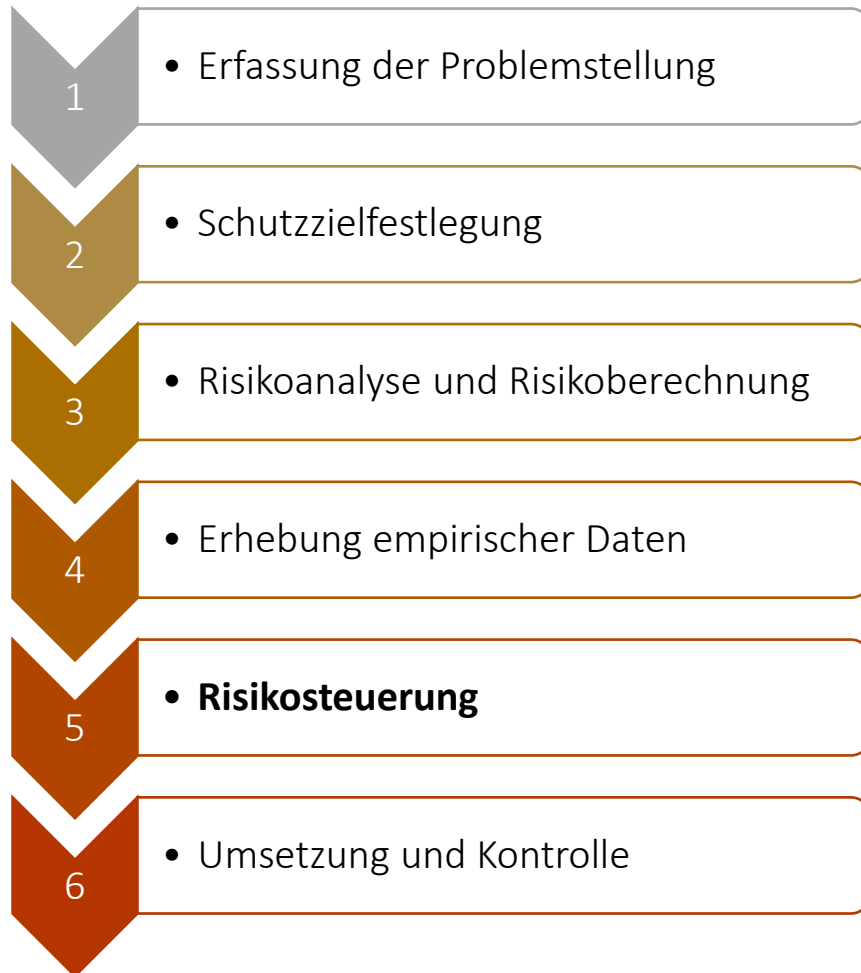 1
• Erfassung der Problemstellung
2
• Schutzzielfestlegung
3
• Risikoanalyse und Risikoberechnung
4
• Erhebung empirischer Daten
5
• Risikosteuerung
6
• Umsetzung und Kontrolle